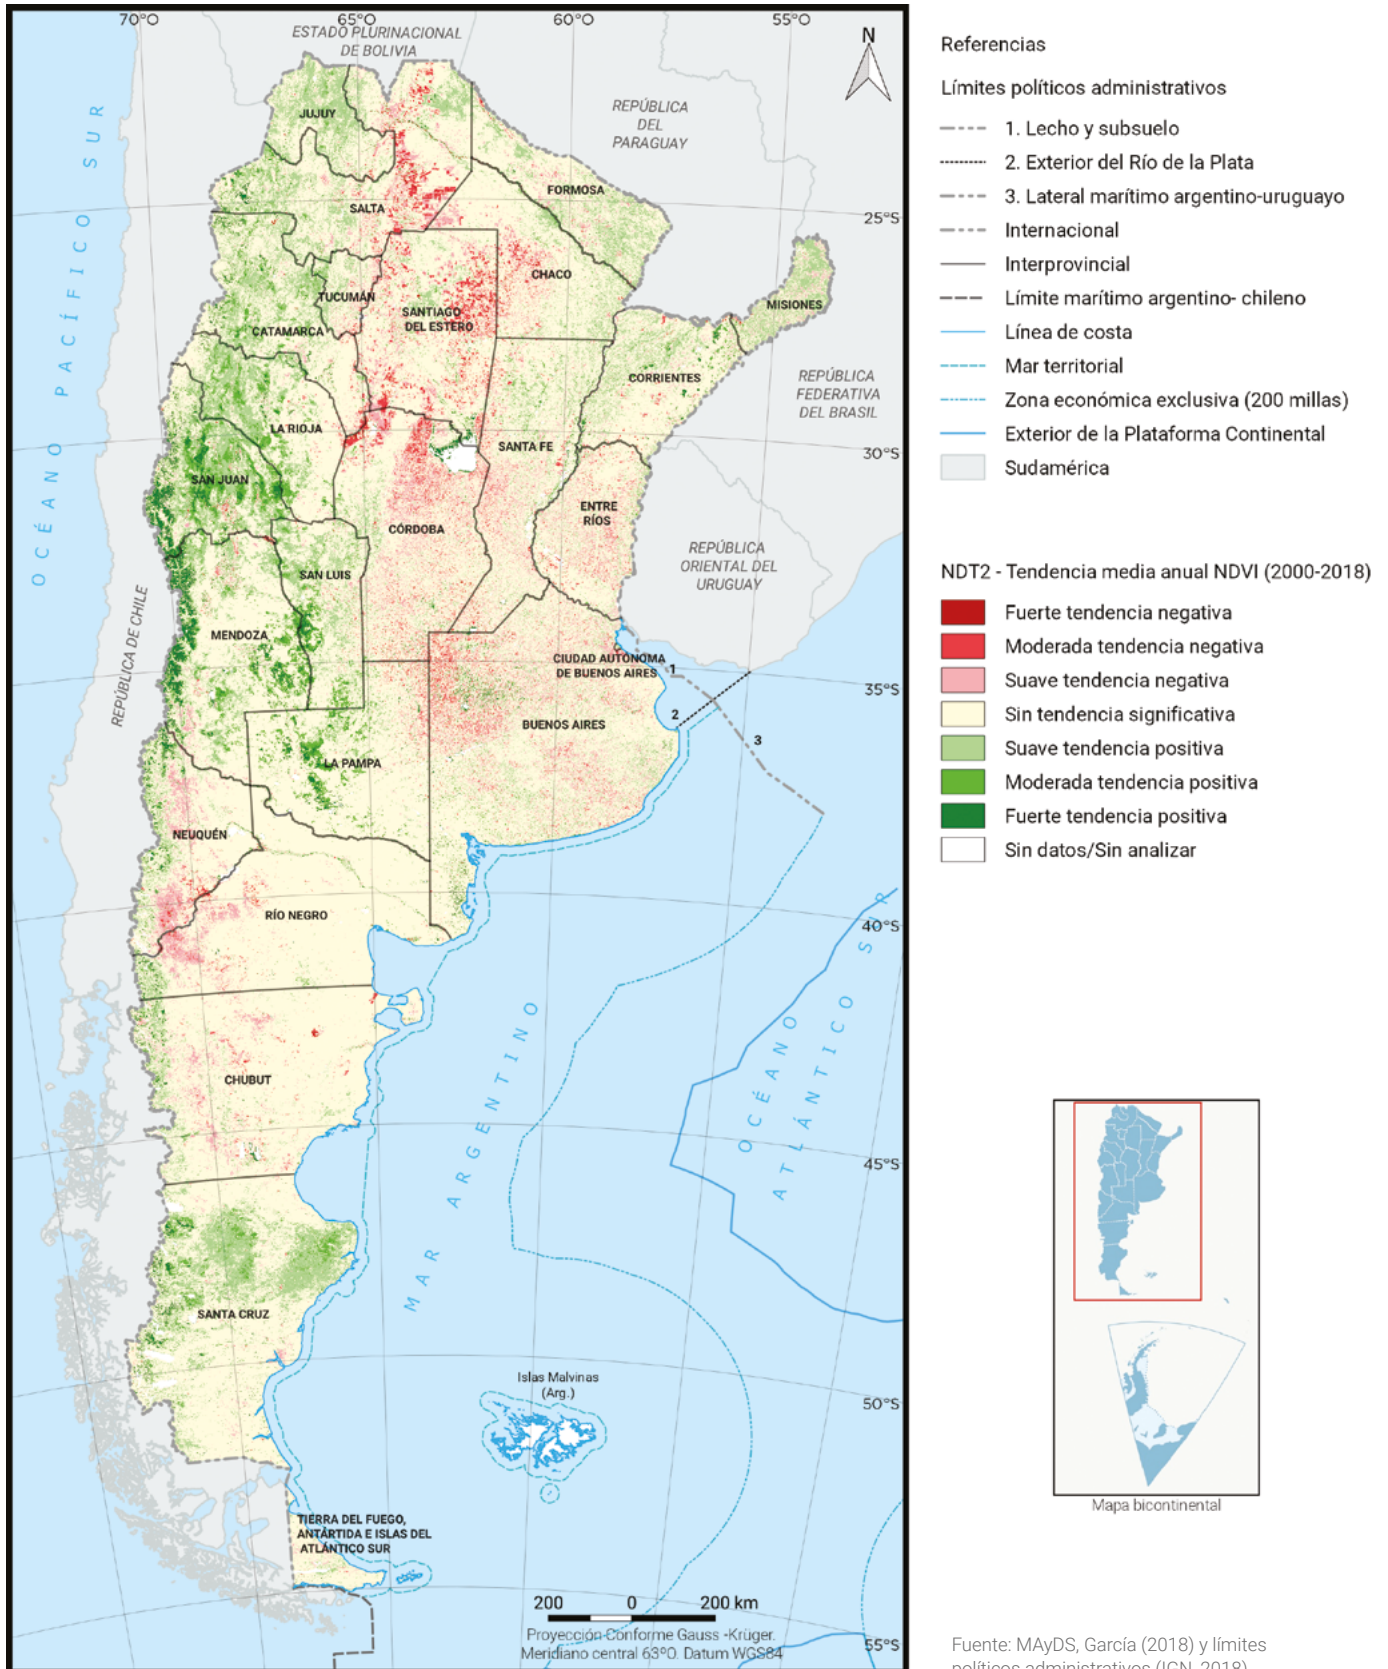 70°O
65°O
60°O
55°O
ESTADO PLURINACIONAL
DE BOLIVIA
N
REPÚBLICA
DEL
PARAGUAY
JUJUY
FORMOSA
SALTA
25°S
CHACO
TUCUMÁN
SANTIAGO
DEL ESTERO
MISIONES
CATAMARCA
CORRIENTES
REPÚBLICA
FEDERATIVA
DEL BRASIL
LA RIOJA
SANTA FE
30°S
SAN JUAN
ENTRE
RÍOS
CÓRDOBA
REPÚBLICA
ORIENTAL DEL
URUGUAY
SAN LUIS
MENDOZA
REPÚBLICA DE CHILE
CIUDAD AUTÓNOMA
DE BUENOS AIRES
1
2
3
35°S
BUENOS AIRES
LA PAMPA
NEUQUÉN
RÍO NEGRO
40°S
CHUBUT
45°S
SANTA CRUZ
Islas Malvinas
(Arg.)
50°S
TIERRA DEL FUEGO,
ANTÁRTIDA E ISLAS DEL
ATLÁNTICO SUR
OCÉANO PACÍFICO SUR
MAR ARGENTINO
OCÉANO
ATLÁNTICO SUR
200 0 200 km
Proyección Conforme Gauss -Krüger.
Meridiano central 63ºO. Datum WGS84
55°S
Referencias
Límites políticos administrativos
1. Lecho y subsuelo
2. Exterior del Río de la Plata
3. Lateral marítimo argentino-uruguayo
Internacional
Interprovincial
Límite marítimo argentino- chileno
Línea de costa
Mar territorial
Zona económica exclusiva (200 millas)
Exterior de la Plataforma Continental
Sudamérica
NDT2 - Tendencia media anual NDVI (2000-2018)
Fuerte tendencia negativa
Moderada tendencia negativa
Suave tendencia negativa
Sin tendencia significativa
Suave tendencia positiva
Moderada tendencia positiva
Fuerte tendencia positiva
Sin datos/Sin analizar
Mapa bicontinental
Fuente: MAyDS, García (2018) y límites
políticos administrativos (IGN, 2018)